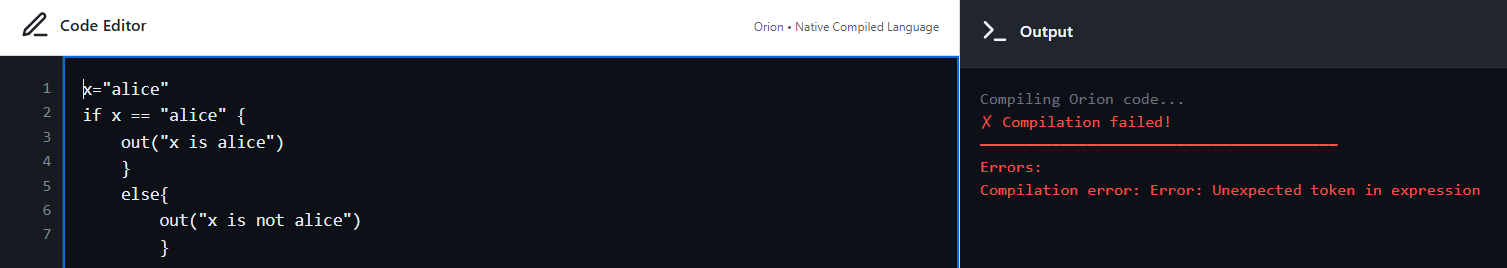 Code Editor
Orion • Native Compiled Language
1 x="alice"
2 if x == "alice" {
3 out("x is alice")
4 }
5 else{
6 out("x is not alice")
7 }
Output
Compiling Orion code...
✗ Compilation failed!
Errors:
Compilation error: Error: Unexpected token in expression